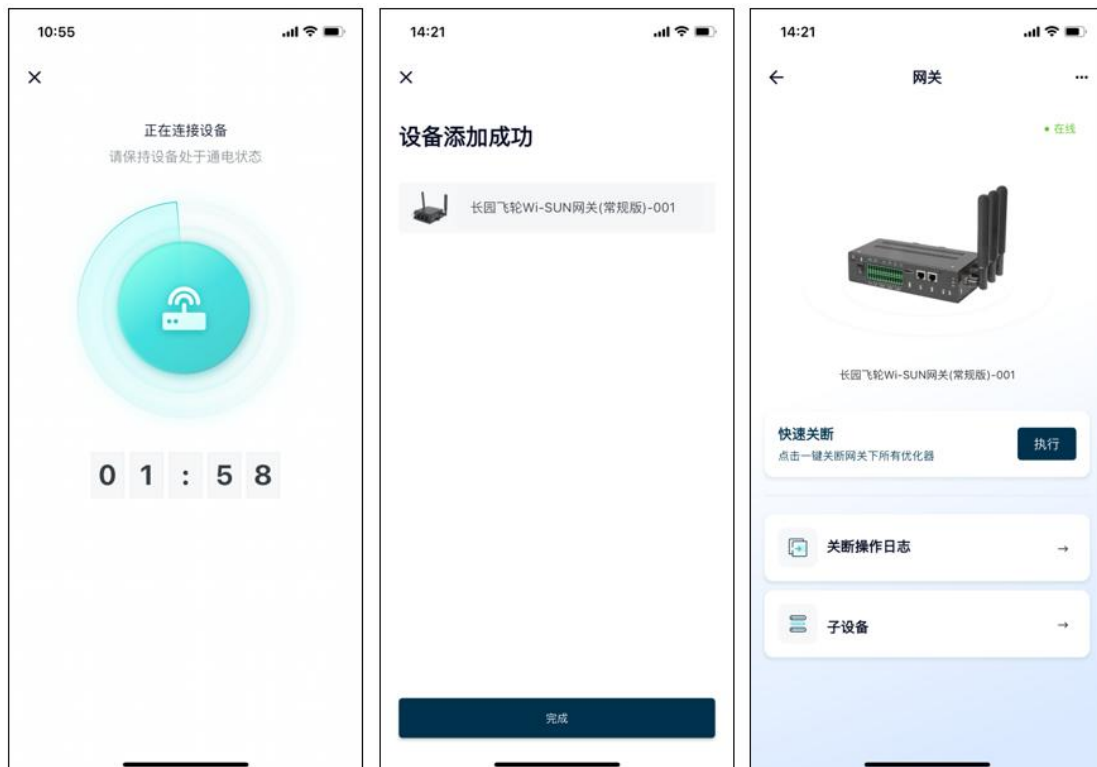 10:55
×
正在连接设备
请保持设备处于通电状态
01:58
14:21
×
设备添加成功
长园飞轮Wi-SUN网关(常规版)-001
完成
14:21
网关
在线
长园飞轮Wi-SUN网关(常规版)-001
快速关断
点击一键关断网关下所有优化器
执行
关断操作日志
子设备